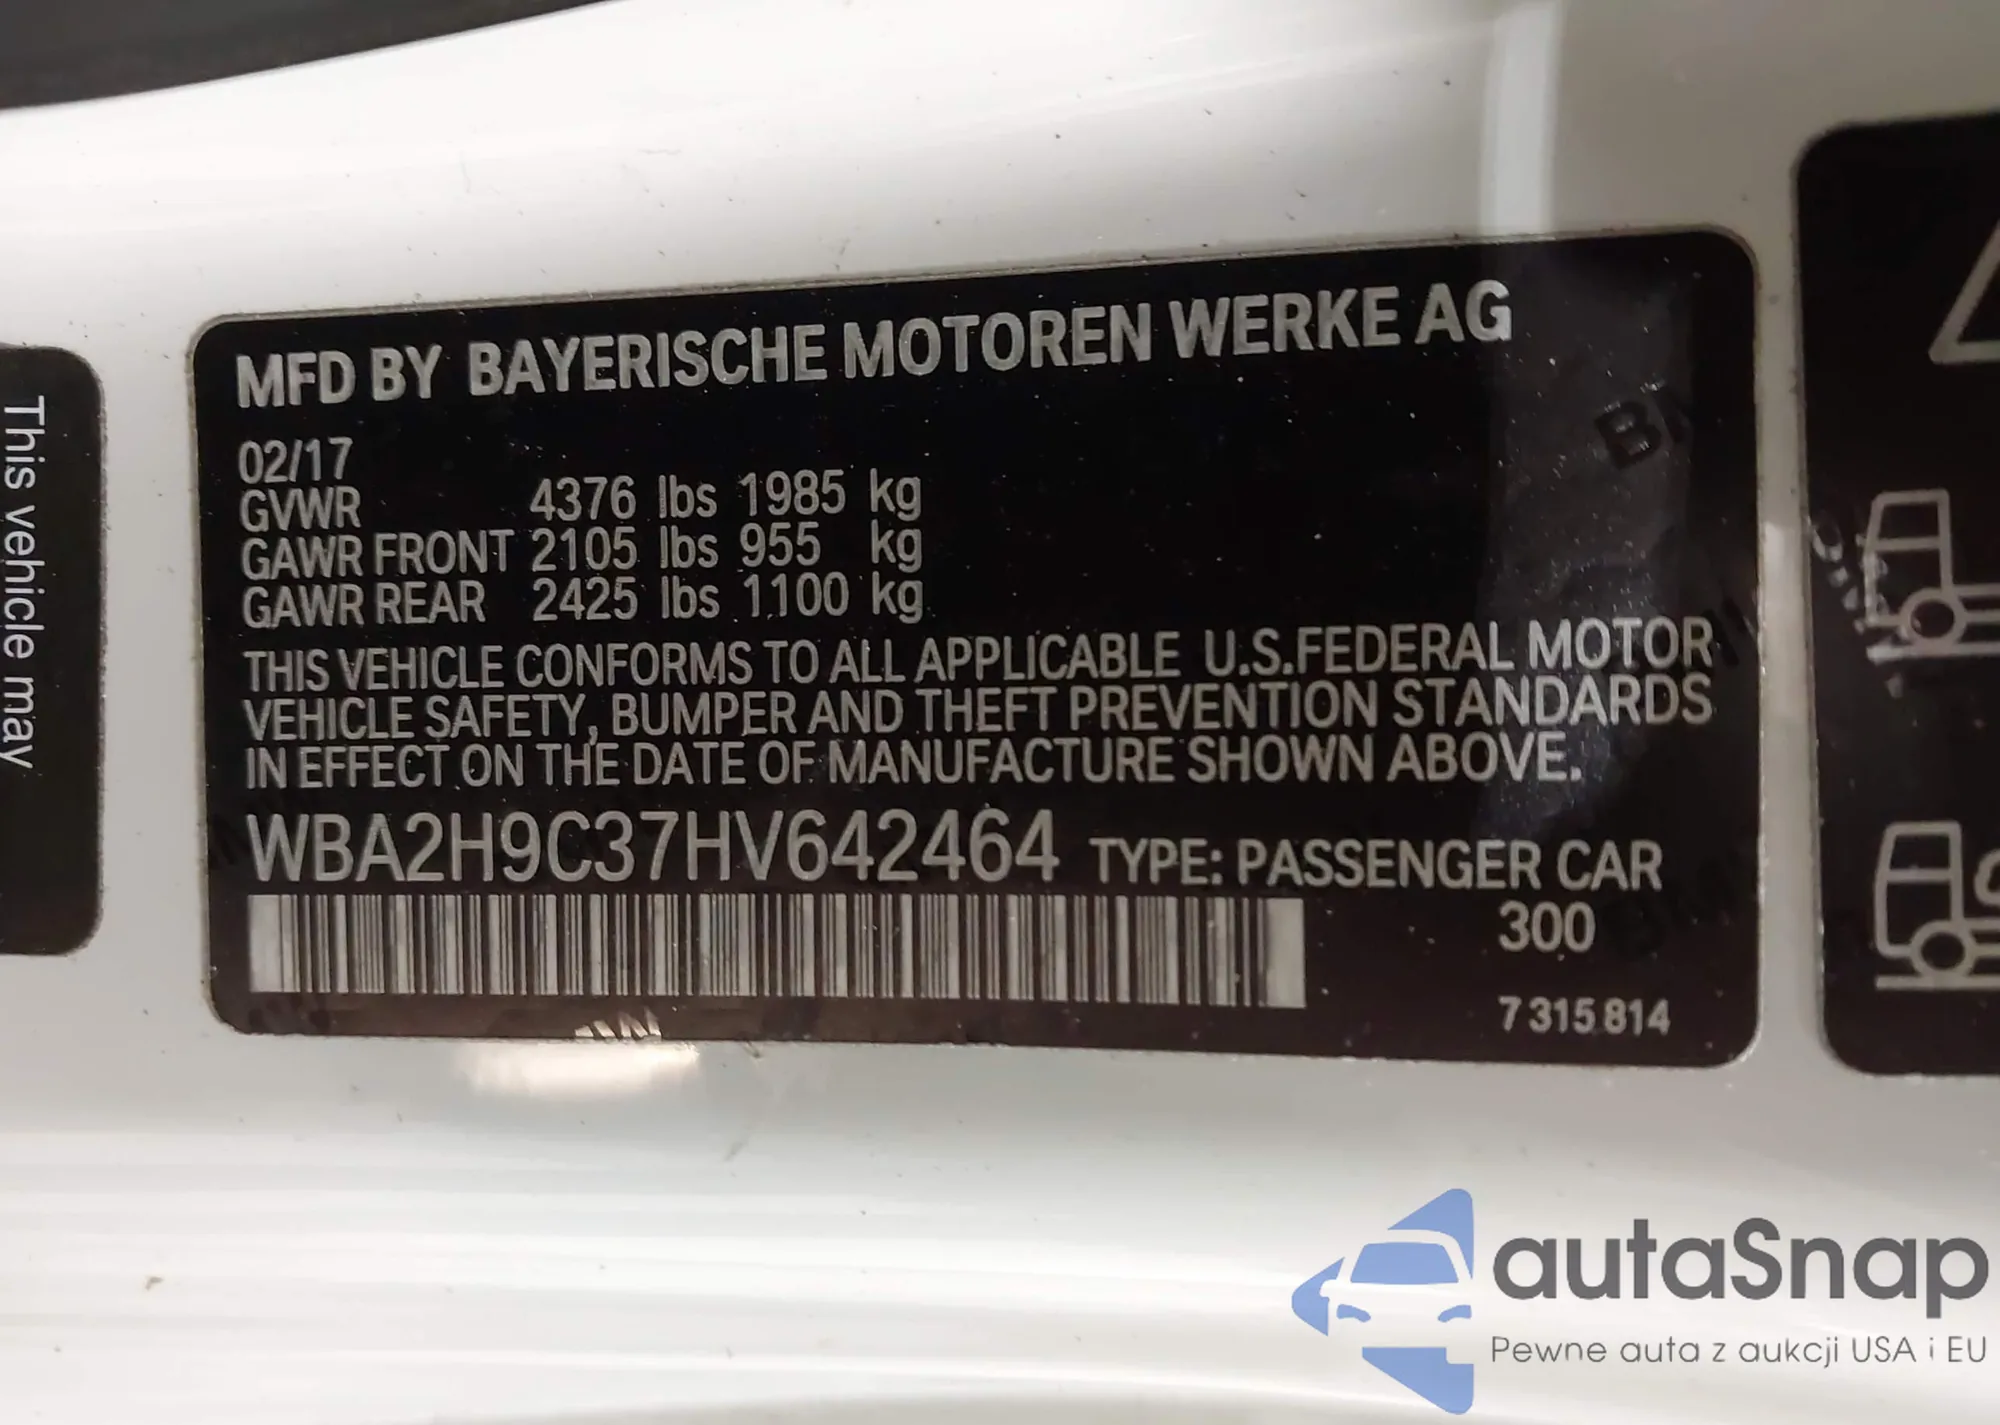 This vehicle may
MFD BY BAYERISCHE MOTOREN WERKE AG
02/17
GVWR 4376 lbs 1985 kg
GAWR FRONT 2105 lbs 955 kg
GAWR REAR 2425 lbs 1100 kg
THIS VEHICLE CONFORMS TO ALL APPLICABLE U.S.FEDERAL MOTOR
VEHICLE SAFETY, BUMPER AND THEFT PREVENTION STANDARDS
IN EFFECT ON THE DATE OF MANUFACTURE SHOWN ABOVE.
WBA2H9C37HV642464 TYPE: PASSENGER CAR
300
7 315 814
autaSnap
Pewne auta z aukcji USA i EU